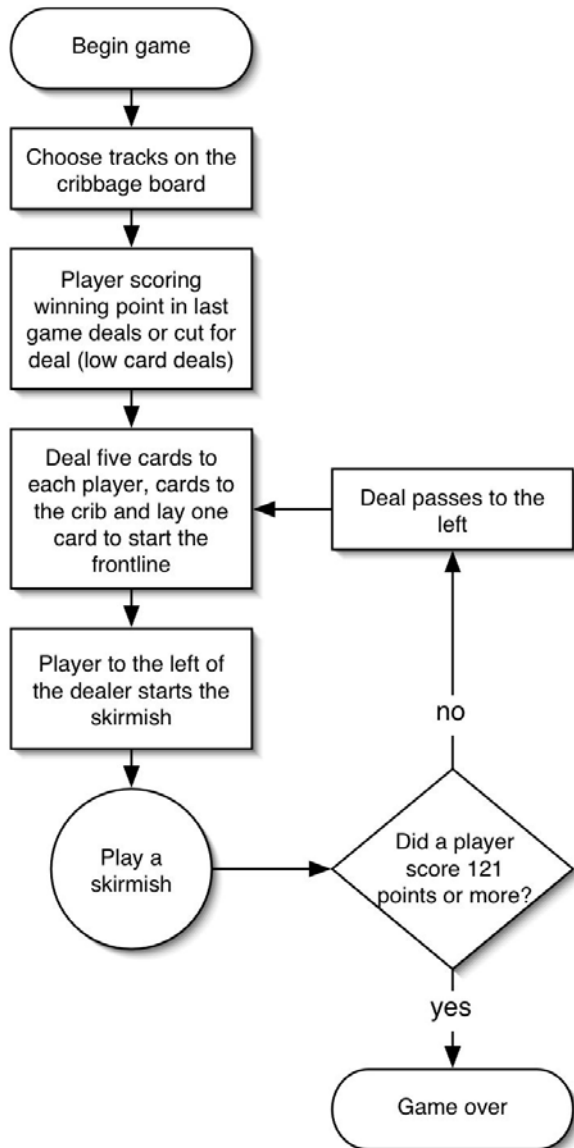 Begin game
Choose tracks on the
cribbage board
Player scoring
winning point in last
game deals or cut for
deal (low card deals)
Deal five cards to
each player, cards to
the crib and lay one
card to start the
frontline
Deal passes to the
left
Player to the left of
the dealer starts the
skirmish
no
Play a
skirmish
Did a player
score 121
points or more?
yes
Game over